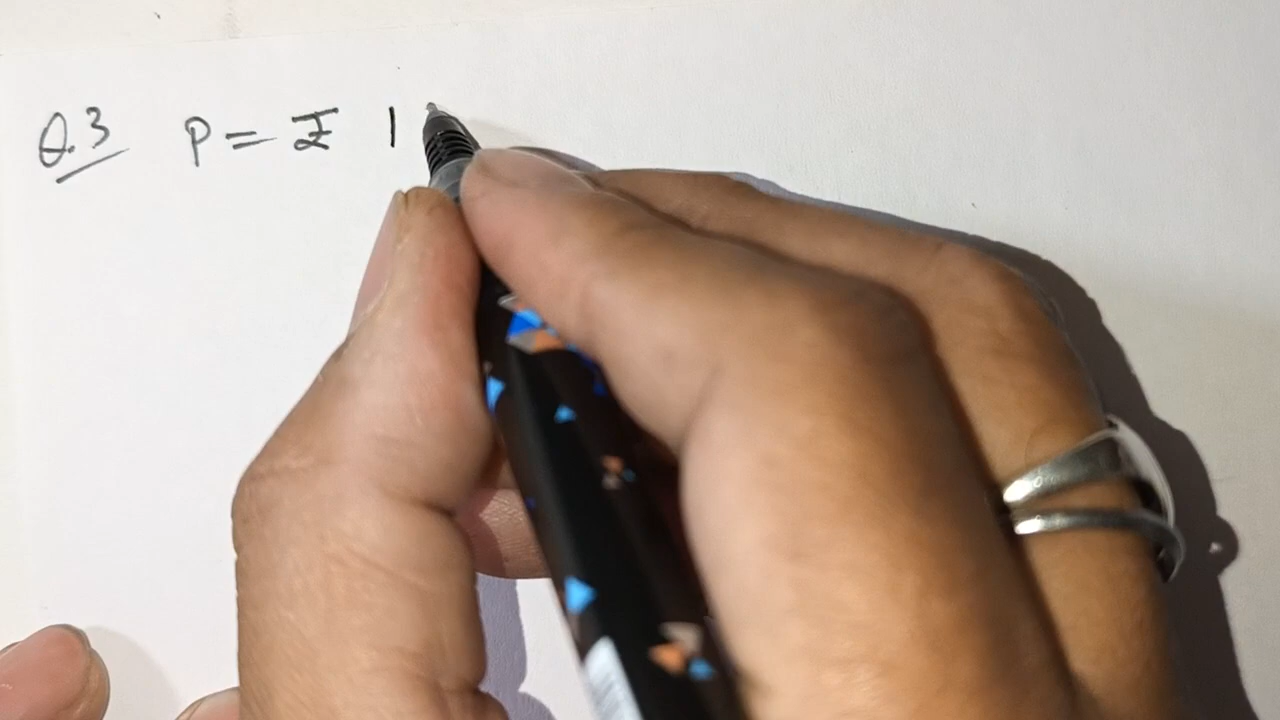 Q.3 P = ₹ 1